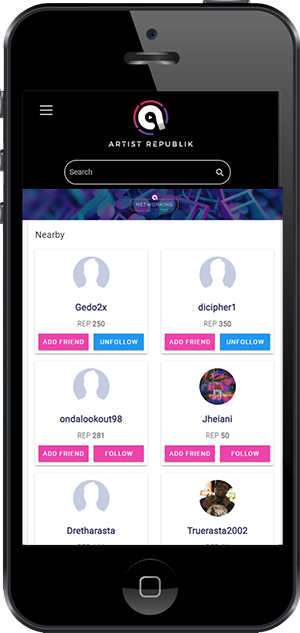 ARTIST REPUBLIK
Search
NETWORKING
Nearby
Gedo2x
REP 250
ADD FRIEND UNFOLLOW
dicipher1
REP 350
ADD FRIEND UNFOLLOW
ondalookout98
REP 281
ADD FRIEND FOLLOW
Jheiani
REP 50
ADD FRIEND FOLLOW
Dretharasta
Truerasta2002